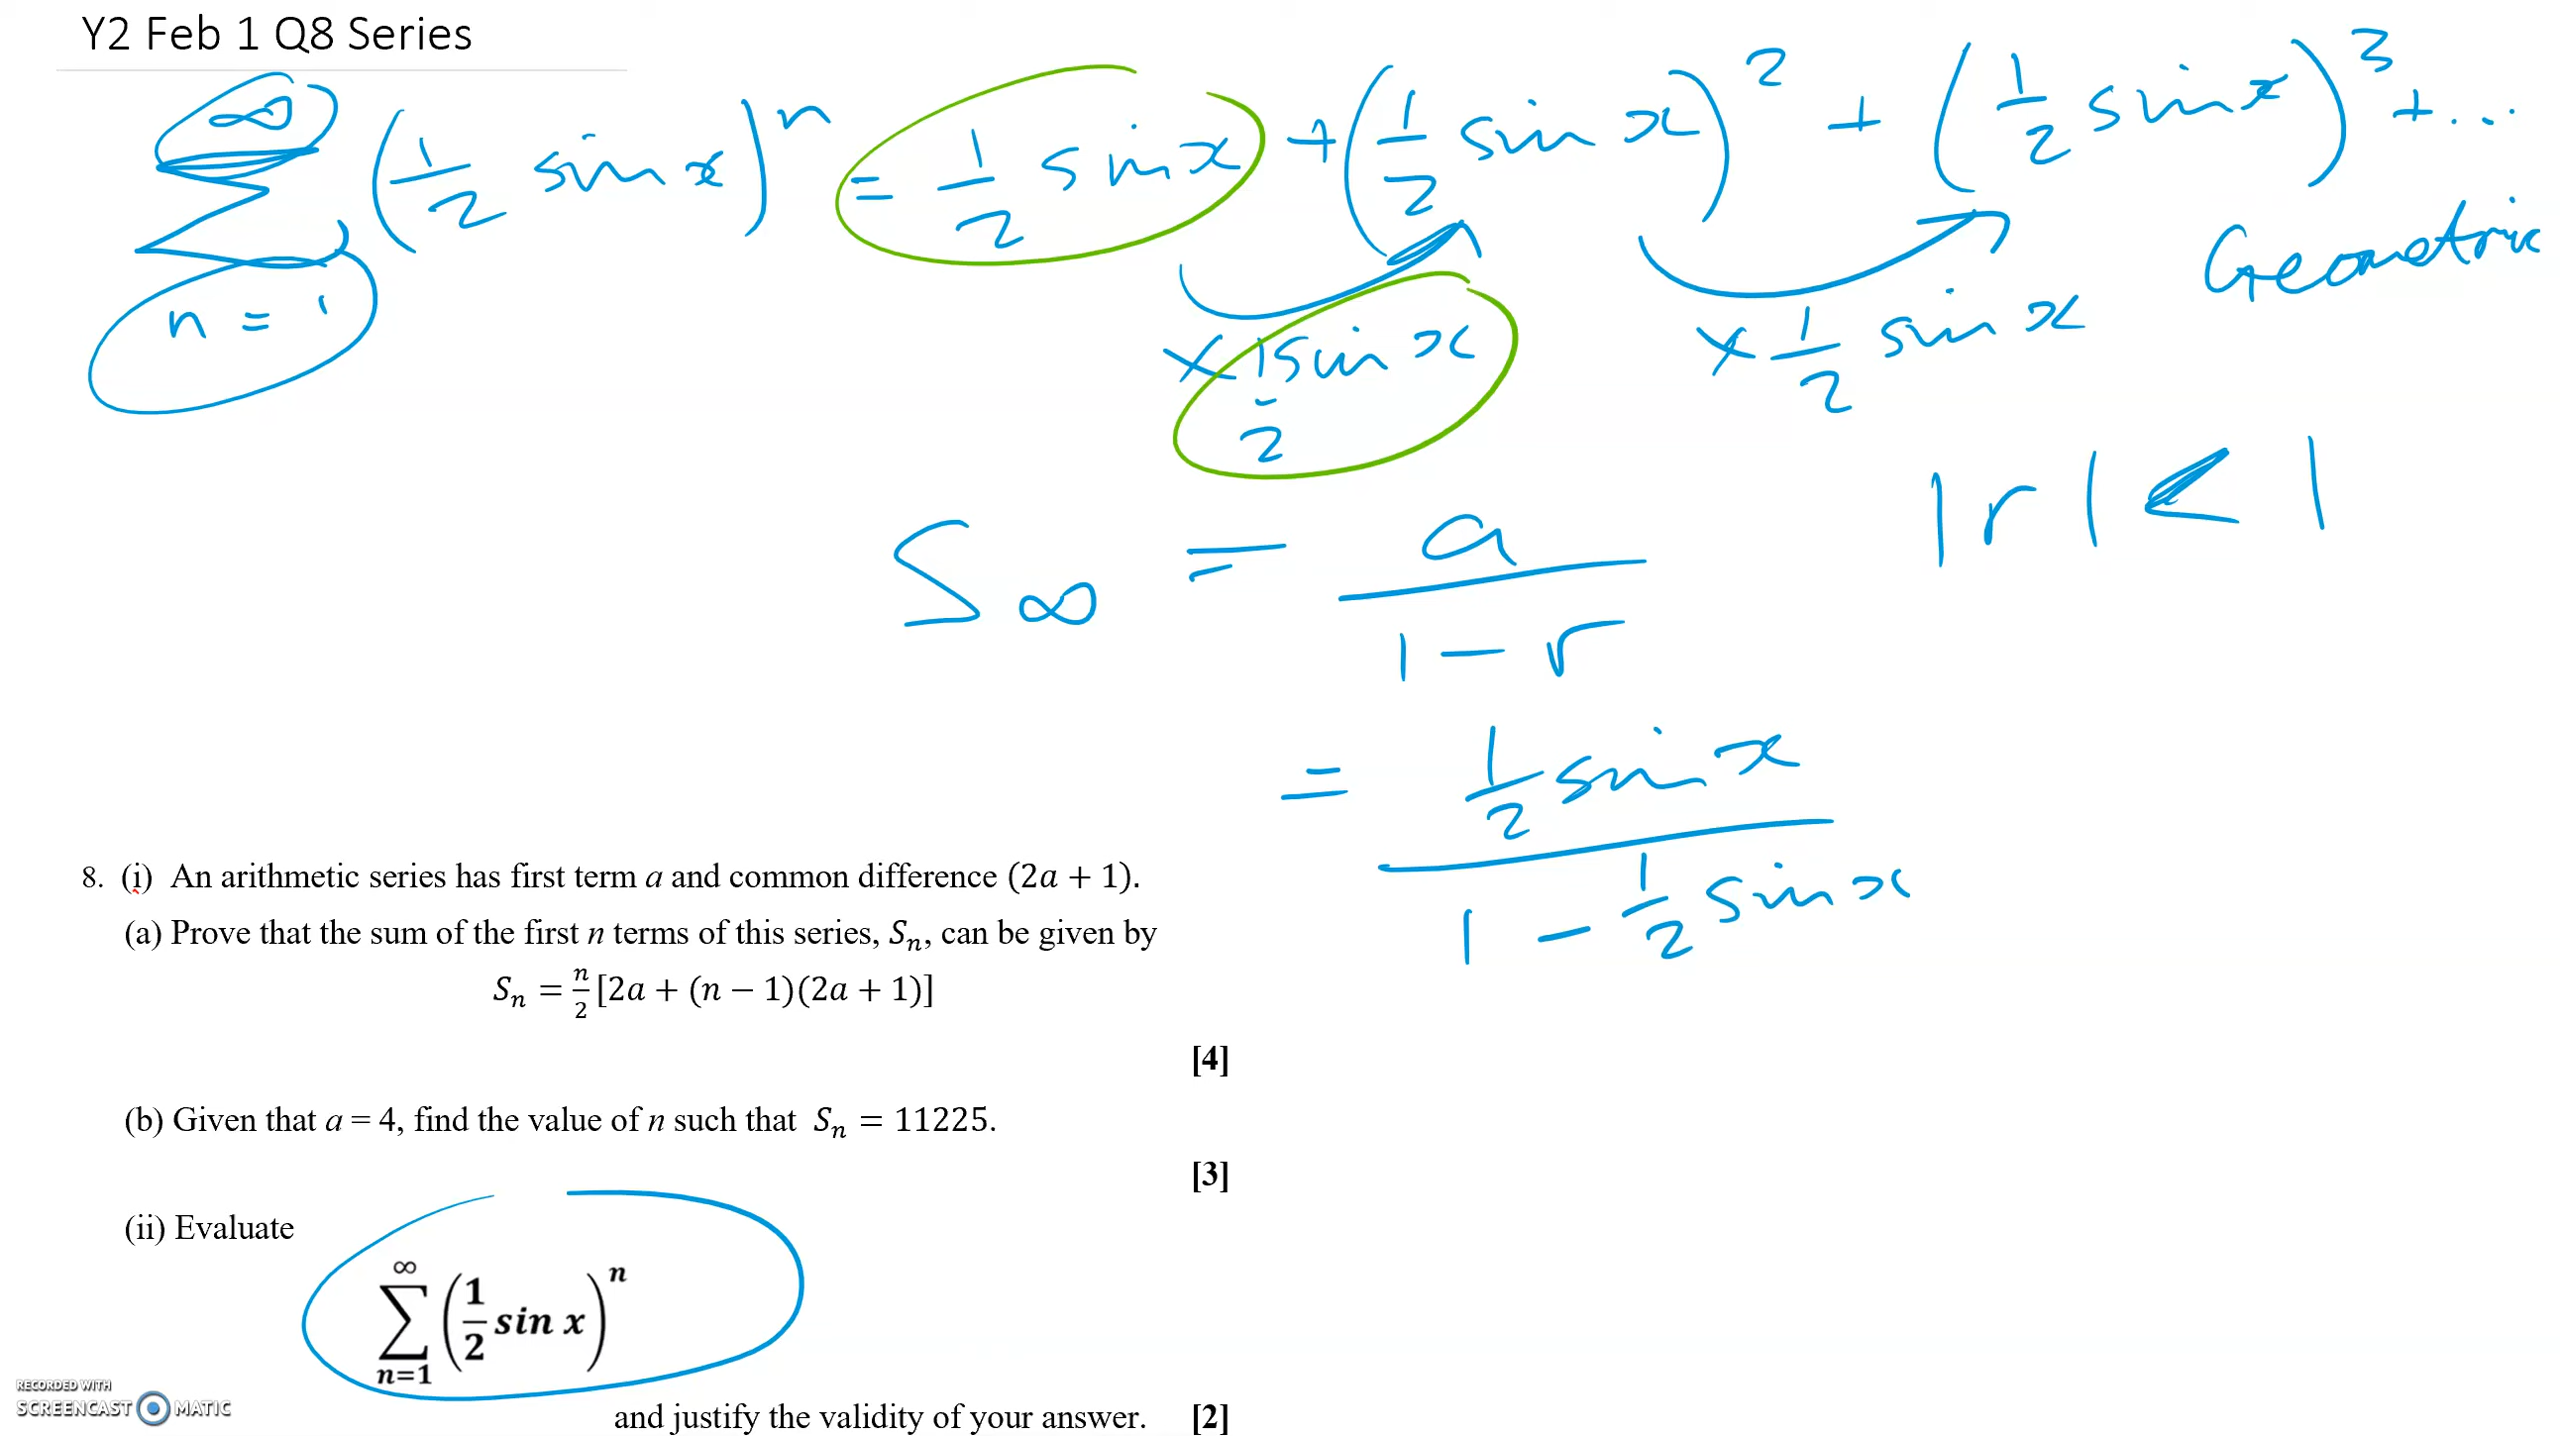 Y2 Feb 1 Q8 Series
∞
∑ (1/2 sin x)^n = 1/2 sin x + (1/2 sin x)^2 + (1/2 sin x)^3 + ...
n = 1
Geometric
× 1/2 sin x × 1/2 sin x
S∞ = a/(1 − r) |r| < 1
= (1/2 sin x)/(1 − 1/2 sin x)
8. (i) An arithmetic series has first term a and common difference (2a + 1).
(a) Prove that the sum of the first n terms of this series, Sₙ, can be given by
Sₙ = n/2 [2a + (n − 1)(2a + 1)]
[4]
(b) Given that a = 4, find the value of n such that Sₙ = 11225.
[3]
(ii) Evaluate
∞
∑ (1/2 sin x)^n
n=1
and justify the validity of your answer. [2]
RECORDED WITH
SCREENCAST MATIC